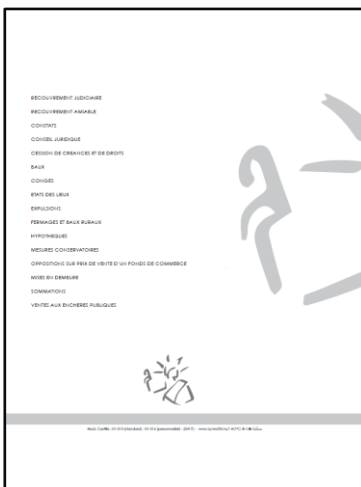 RECOUVREMENT JUDICIAIRE
RECOUVREMENT AMIABLE
CONSTATS
CONSEIL JURIDIQUE
CESSION DE CREANCES ET DE DROITS
BAUX
CONGES
ETATS DES LIEUX
EXPULSIONS
FERMAGES ET BAUX RURAUX
HYPOTHEQUES
MESURES CONSERVATOIRES
OPPOSITIONS SUR PRIX DE VENTE D'UN FONDS DE COMMERCE
MISES EN DEMEURE
SOMMATIONS
VENTES AUX ENCHERES PUBLIQUES